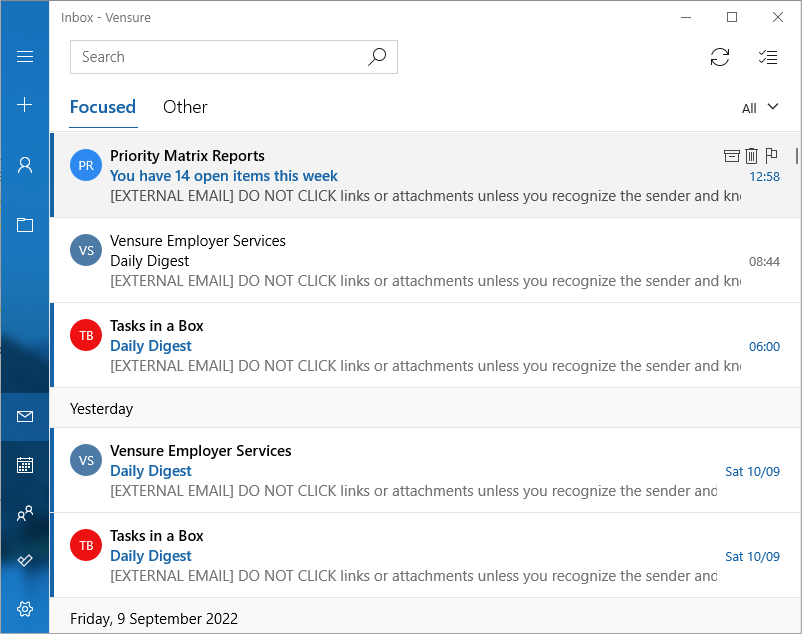 Inbox - Vensure
Search
Focused Other
All
PR
Priority Matrix Reports
You have 14 open items this week
12:58
[EXTERNAL EMAIL] DO NOT CLICK links or attachments unless you recognize the sender and kn
VS
Vensure Employer Services
Daily Digest
08:44
[EXTERNAL EMAIL] DO NOT CLICK links or attachments unless you recognize the sender and kn
TB
Tasks in a Box
Daily Digest
06:00
[EXTERNAL EMAIL] DO NOT CLICK links or attachments unless you recognize the sender and kn
Yesterday
VS
Vensure Employer Services
Daily Digest
Sat 10/09
[EXTERNAL EMAIL] DO NOT CLICK links or attachments unless you recognize the sender and
TB
Tasks in a Box
Daily Digest
Sat 10/09
[EXTERNAL EMAIL] DO NOT CLICK links or attachments unless you recognize the sender and
Friday, 9 September 2022